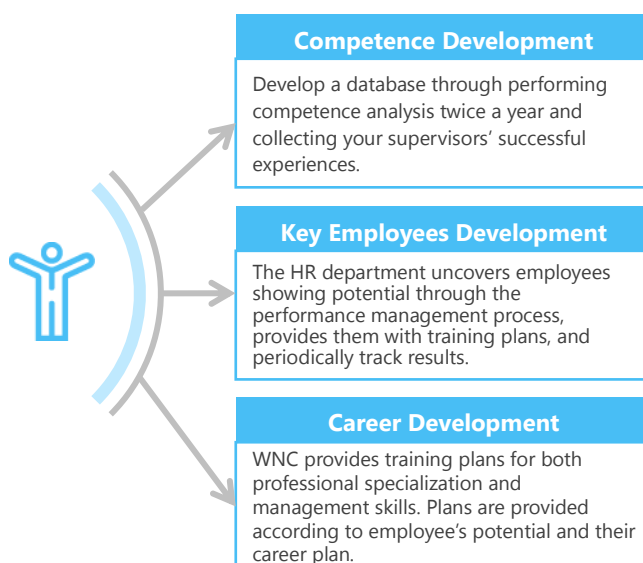 Competence Development
Develop a database through performing
competence analysis twice a year and
collecting your supervisors’ successful
experiences.
Key Employees Development
The HR department uncovers employees
showing potential through the
performance management process,
provides them with training plans, and
periodically track results.
Career Development
WNC provides training plans for both
professional specialization and
management skills. Plans are provided
according to employee’s potential and their
career plan.